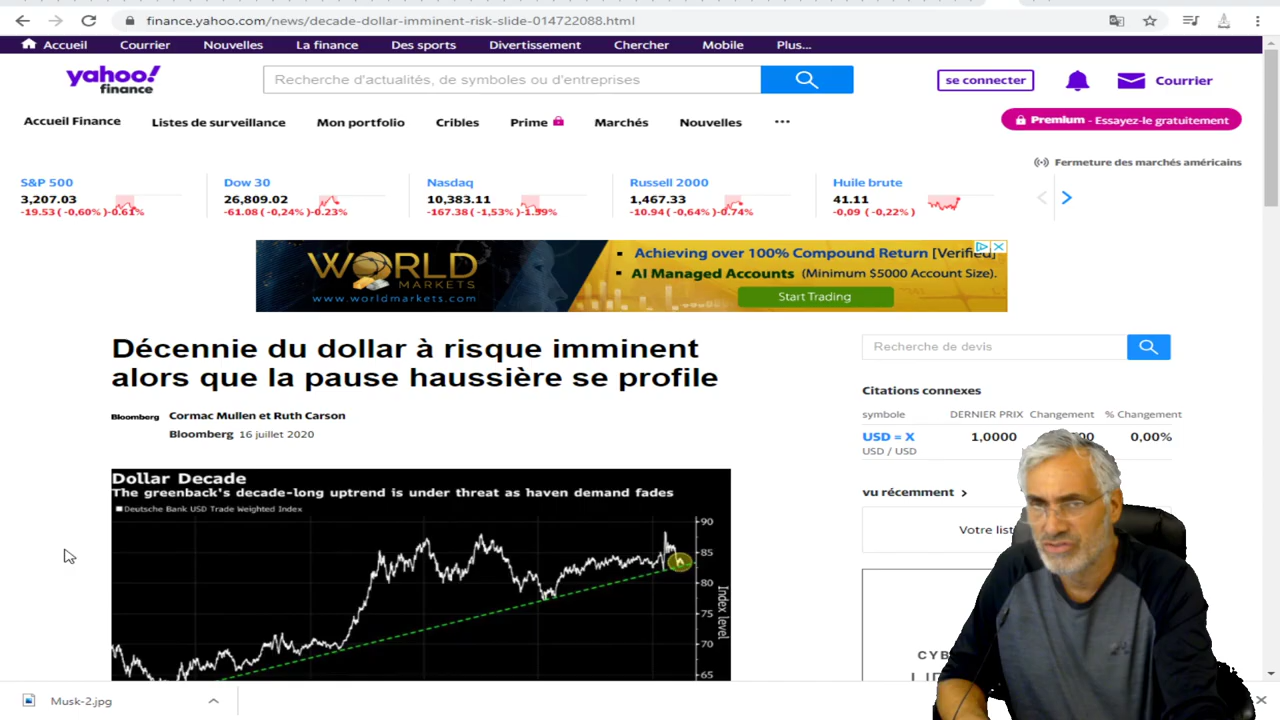 finance.yahoo.com/news/decade-dollar-imminent-risk-slide-014722088.html
Accueil Courrier Nouvelles La finance Des sports Divertissement Chercher Mobile Plus...
yahoo!
finance
Recherche d'actualités, de symboles ou d'entreprises
se connecter
Courrier
Accueil Finance Listes de surveillance Mon portfolio Cribles Prime Marchés Nouvelles ...
Premium - Essayez-le gratuitement
Fermeture des marchés américains
S&P 500 Dow 30 Nasdaq Russell 2000 Huile brute
3,207.03 26,809.02 10,383.11 1,467.33 41.11
-19.53 ( -0,60% ) -0.61% -61.08 ( -0,24% ) -0.23% -167.38 ( -1,53% ) -1.59% -10.94 ( -0,64% ) -0.74% -0,09 ( -0,22% )
WORLD
MARKETS
www.worldmarkets.com
Achieving over 100% Compound Return [Verified]
AI Managed Accounts (Minimum $5000 Account Size).
Start Trading
Décennie du dollar à risque imminent
alors que la pause haussière se profile
Bloomberg Cormac Mullen et Ruth Carson
Bloomberg 16 juillet 2020
Recherche de devis
Citations connexes
symbole DERNIER PRIX Changement % Changement
USD = X 1,0000 0,00%
USD / USD
vu récemment >
Votre
Dollar Decade
The greenback's decade-long uptrend is under threat as haven demand fades
Deutsche Bank USD Trade Weighted Index
90
85
80
75
70
65
Index level
Musk-2.jpg